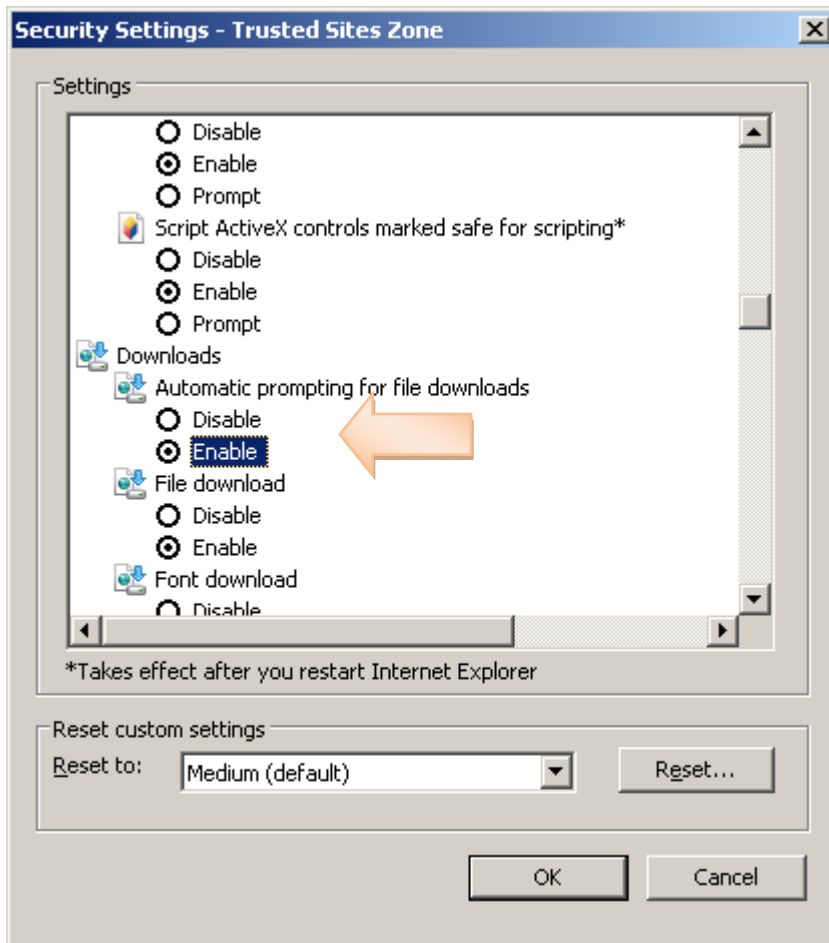 Security Settings - Trusted Sites Zone
Settings
Disable
Enable
Prompt
Script ActiveX controls marked safe for scripting*
Disable
Enable
Prompt
Downloads
Automatic prompting for file downloads
Disable
Enable
File download
Disable
Enable
Font download
Disable
*Takes effect after you restart Internet Explorer
Reset custom settings
Reset to: Medium (default) Reset...
OK Cancel